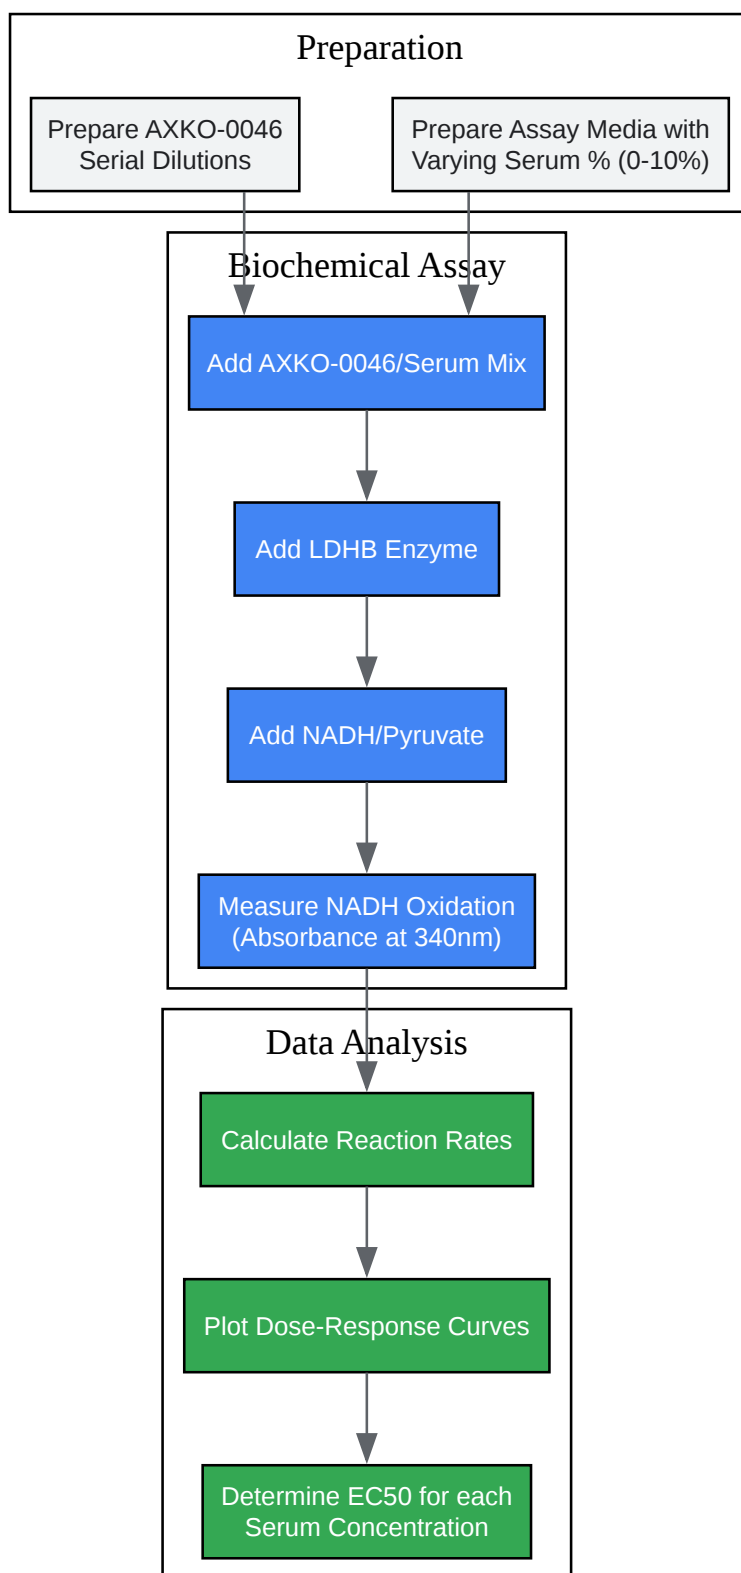 Preparation
Prepare AXKO-0046
Serial Dilutions
Prepare Assay Media with
Varying Serum % (0-10%)
Biochemical Assay
Add AXKO-0046/Serum Mix
Add LDHB Enzyme
Add NADH/Pyruvate
Measure NADH Oxidation
(Absorbance at 340nm)
Data Analysis
Calculate Reaction Rates
Plot Dose-Response Curves
Determine EC50 for each
Serum Concentration